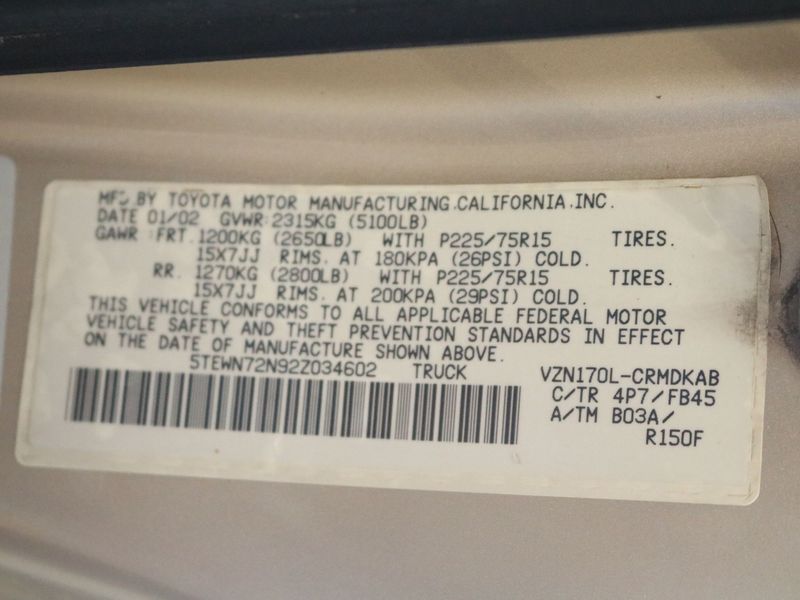 MFD BY TOYOTA MOTOR MANUFACTURING,CALIFORNIA,INC.
DATE 01/02 GVWR:2315KG (5100LB)
GAWR :FRT. 1200KG (2650LB) WITH P225/75R15 TIRES.
15X7JJ RIMS. AT 180KPA (26PSI) COLD.
RR. 1270KG (2800LB) WITH P225/75R15 TIRES.
15X7JJ RIMS. AT 200KPA (29PSI) COLD.
THIS VEHICLE CONFORMS TO ALL APPLICABLE FEDERAL MOTOR
VEHICLE SAFETY AND THEFT PREVENTION STANDARDS IN EFFECT
ON THE DATE OF MANUFACTURE SHOWN ABOVE.
5TEWN72N92Z034602 TRUCK VZN170L-CRMDKAB
C/TR 4P7/FB45
A/TM B03A/
R150F